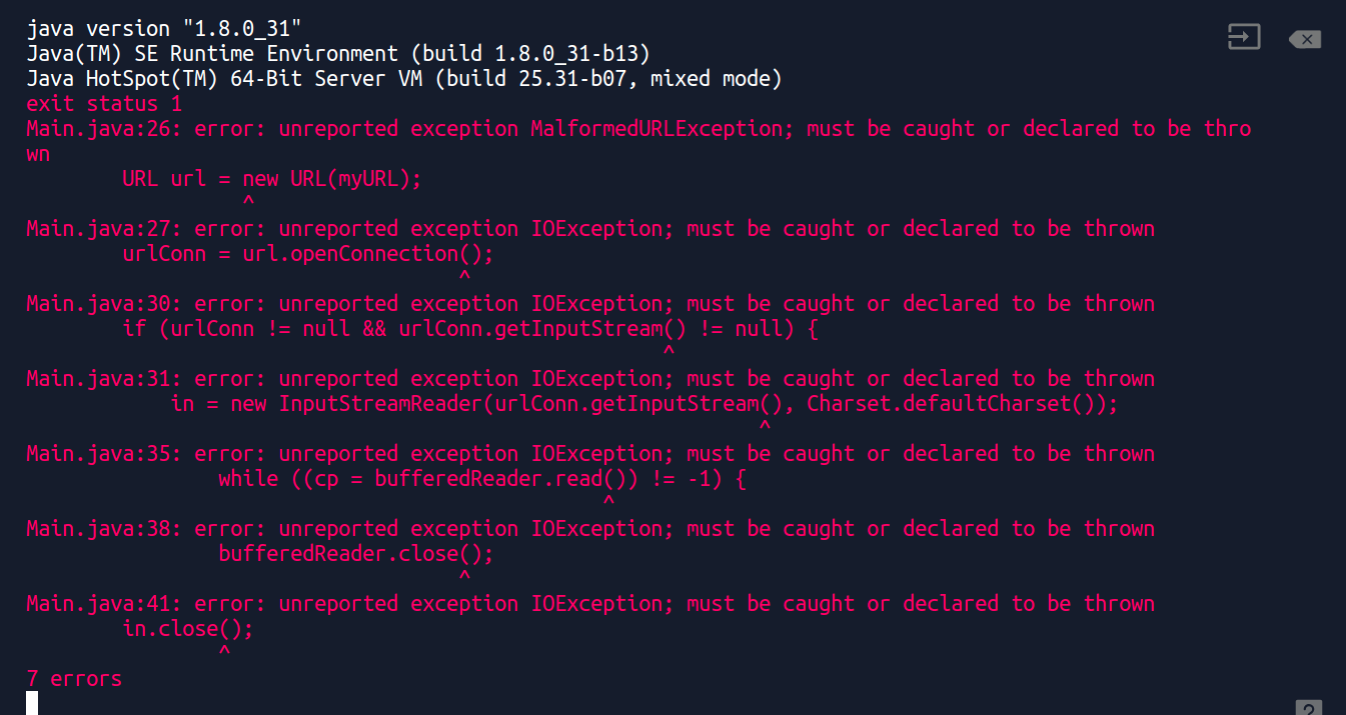 java version "1.8.0_31"
Java(TM) SE Runtime Environment (build 1.8.0_31-b13)
Java HotSpot(TM) 64-Bit Server VM (build 25.31-b07, mixed mode)
exit status 1
Main.java:26: error: unreported exception MalformedURLException; must be caught or declared to be thro
wn
        URL url = new URL(myURL);
                  ^
Main.java:27: error: unreported exception IOException; must be caught or declared to be thrown
        urlConn = url.openConnection();
                                    ^
Main.java:30: error: unreported exception IOException; must be caught or declared to be thrown
        if (urlConn != null && urlConn.getInputStream() != null) {
                                                     ^
Main.java:31: error: unreported exception IOException; must be caught or declared to be thrown
            in = new InputStreamReader(urlConn.getInputStream(), Charset.defaultCharset());
                                                             ^
Main.java:35: error: unreported exception IOException; must be caught or declared to be thrown
                while ((cp = bufferedReader.read()) != -1) {
                                                ^
Main.java:38: error: unreported exception IOException; must be caught or declared to be thrown
                bufferedReader.close();
                                    ^
Main.java:41: error: unreported exception IOException; must be caught or declared to be thrown
        in.close();
                ^
7 errors
?